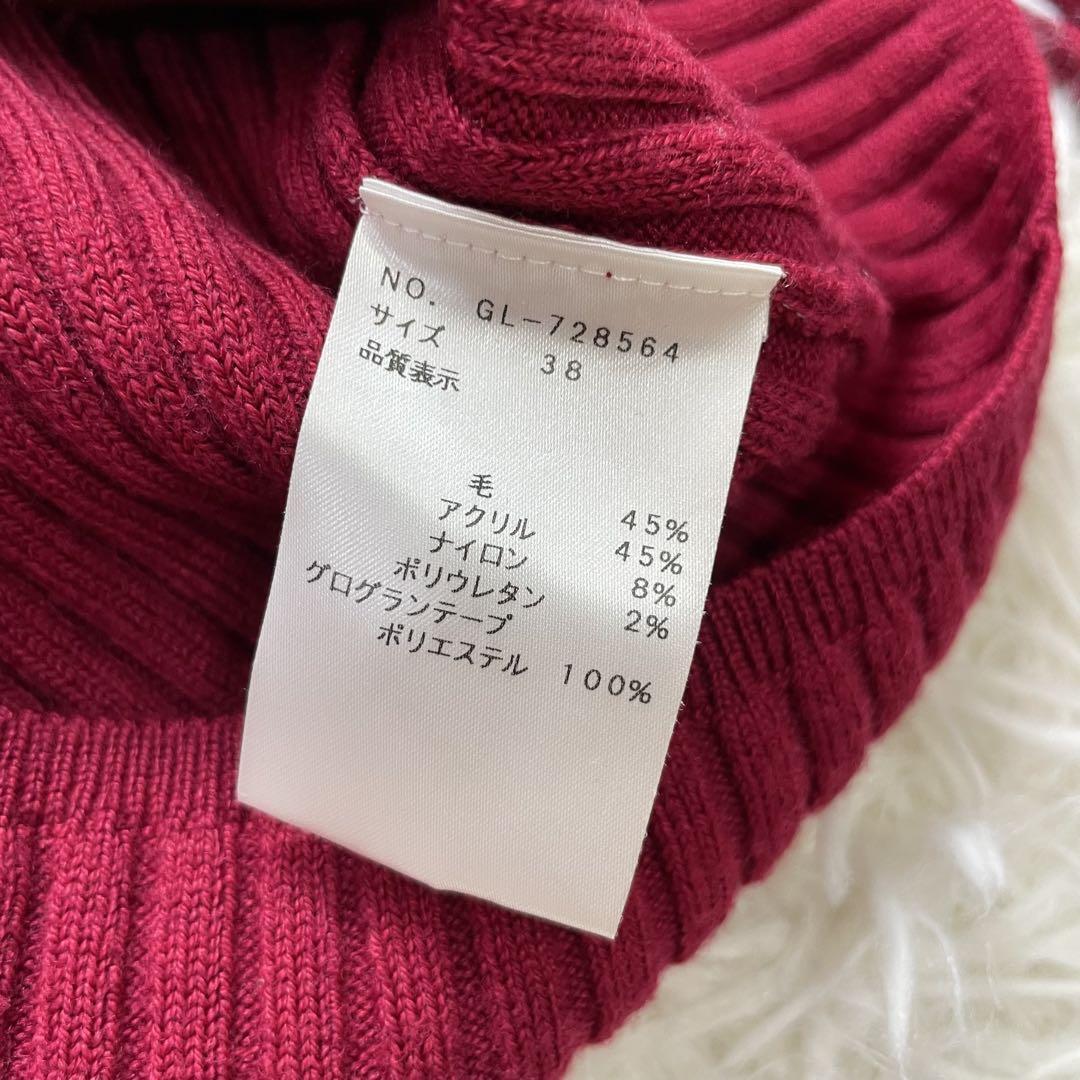 NO. GL-728564
サイズ 38
品質表示
毛 45%
アクリル 45%
ナイロン 8%
ポリウレタン 2%
グログランテープ
ポリエステル 100%